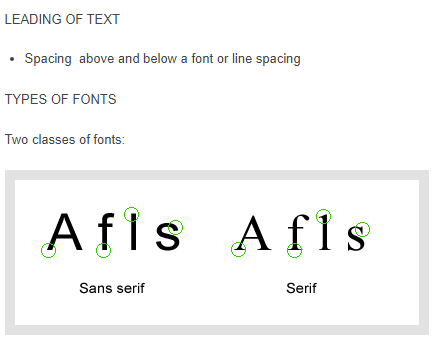 LEADING OF TEXT
• Spacing  above and below a font or line spacing
TYPES OF FONTS
Two classes of fonts:
A f l s A f l s
Sans serif Serif